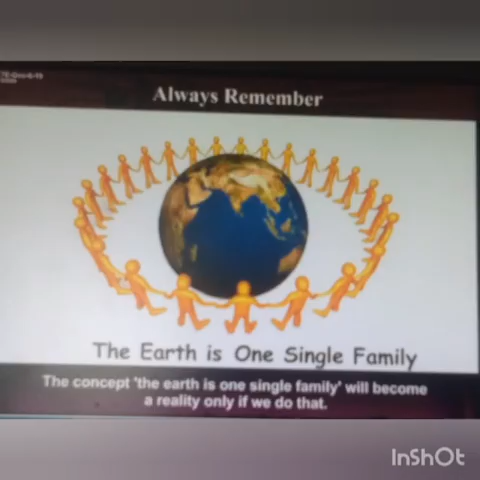 Always Remember
The Earth is One Single Family
The concept 'the earth is one single family' will become
a reality only if we do that.
InShOt